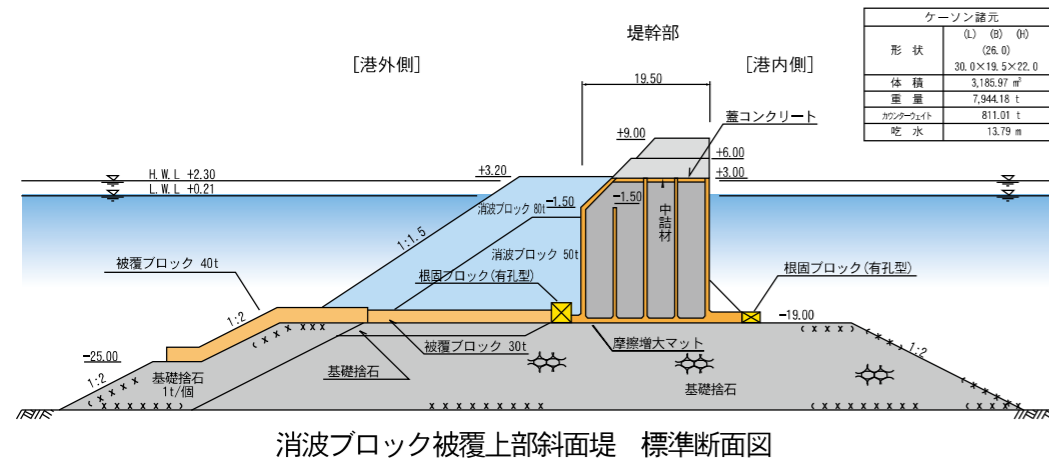 ケーソン諸元
形 状
(L) (B) (H)
(26.0)
30.0×19.5×22.0
体 積 3,185.97 ㎥
重 量 7,944.18 t
カウンターウェイト 811.01 t
吃 水 13.79 m
堤幹部
[港外側]
[港内側]
19.50
蓋コンクリート
+9.00
+6.00
+3.00
H.W.L +2.30
L.W.L +0.21
+3.20
消波ブロック 80t
-1.50
-1.50
中詰材
1:1.5
消波ブロック 50t
被覆ブロック 40t
根固ブロック(有孔型)
根固ブロック(有孔型)
1:2
-19.00
-25.00
被覆ブロック 30t
摩擦増大マット
1:2
1:2
基礎捨石
1t/個
基礎捨石
基礎捨石
消波ブロック被覆上部斜面堤 標準断面図